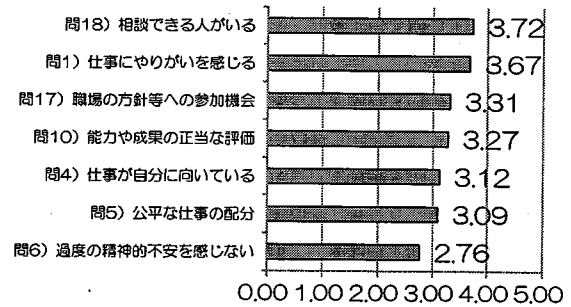 問18）相談できる人がいる 3.72
問1）仕事にやりがいを感じる 3.67
問17）職場の方針等への参加機会 3.31
問10）能力や成果の正当な評価 3.27
問4）仕事が自分に向いている 3.12
問5）公平な仕事の配分 3.09
問6）過度の精神的不安を感じない 2.76
0.00 1.00 2.00 3.00 4.00 5.00